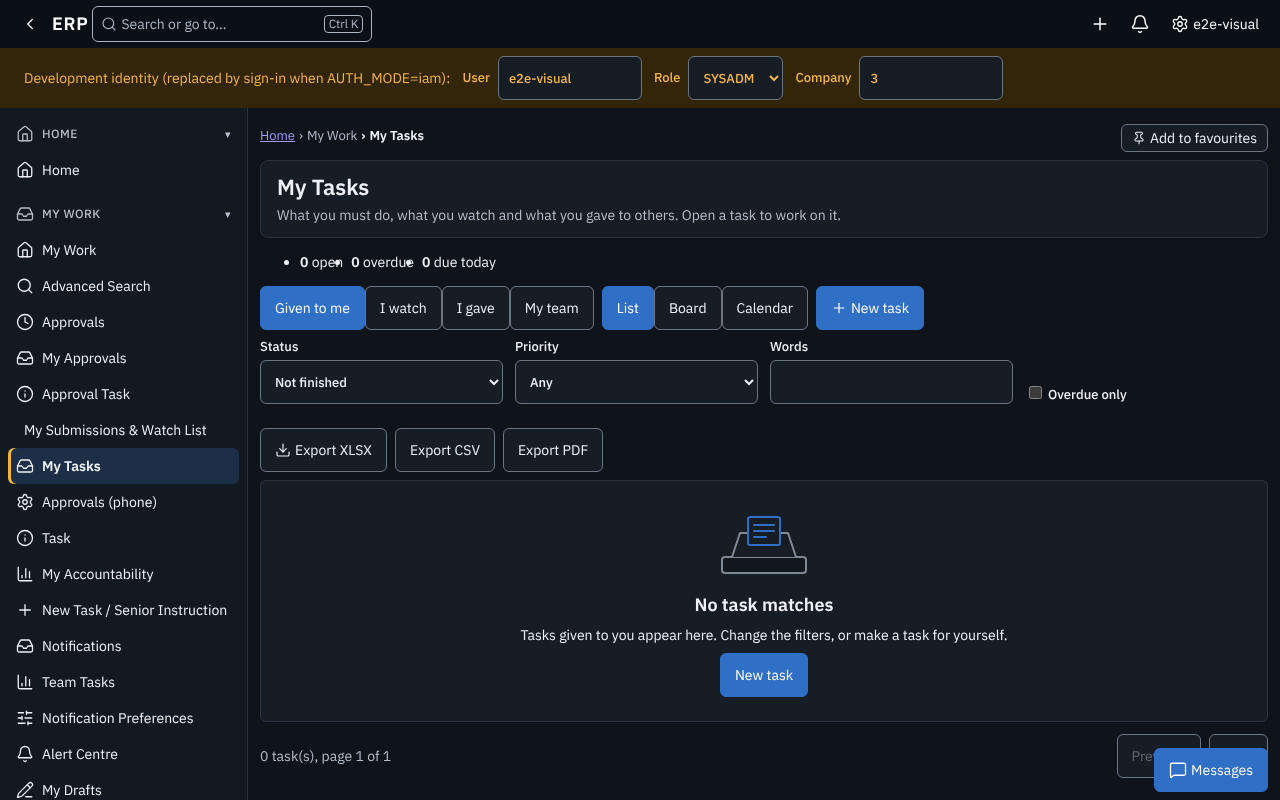 ERP Search or go to... Ctrl K e2e-visual
Development identity (replaced by sign-in when AUTH_MODE=iam): User e2e-visual Role SYSADM Company 3
HOME
Home
MY WORK
My Work
Advanced Search
Approvals
My Approvals
Approval Task
My Submissions & Watch List
My Tasks
Approvals (phone)
Task
My Accountability
New Task / Senior Instruction
Notifications
Team Tasks
Notification Preferences
Alert Centre
My Drafts
Home › My Work › My Tasks Add to favourites
My Tasks
What you must do, what you watch and what you gave to others. Open a task to work on it.
• 0 open • 0 overdue • 0 due today
Given to me I watch I gave My team List Board Calendar + New task
Status Priority Words
Not finished Any Overdue only
Export XLSX Export CSV Export PDF
No task matches
Tasks given to you appear here. Change the filters, or make a task for yourself.
New task
0 task(s), page 1 of 1
Messages